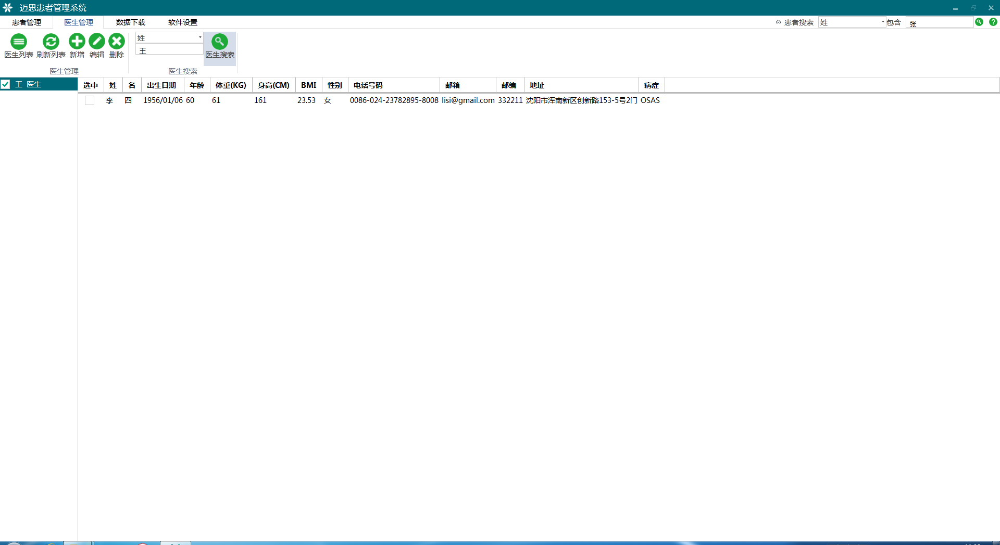 迈思患者管理系统
患者管理 医生管理 数据下载 软件设置 患者搜索 姓 包含 张
姓
王
医生列表 刷新列表 新增 编辑 删除 医生搜索
医生管理 医生搜索
王 医生
选中 姓 名 出生日期 年龄 体重(KG) 身高(CM) BMI 性别 电话号码 邮箱 邮编 地址 病症
李 四 1956/01/06 60 61 161 23.53 女 0086-024-23782895-8008 lisi@gmail.com 332211 沈阳市浑南新区创新路153-5号2门 OSAS